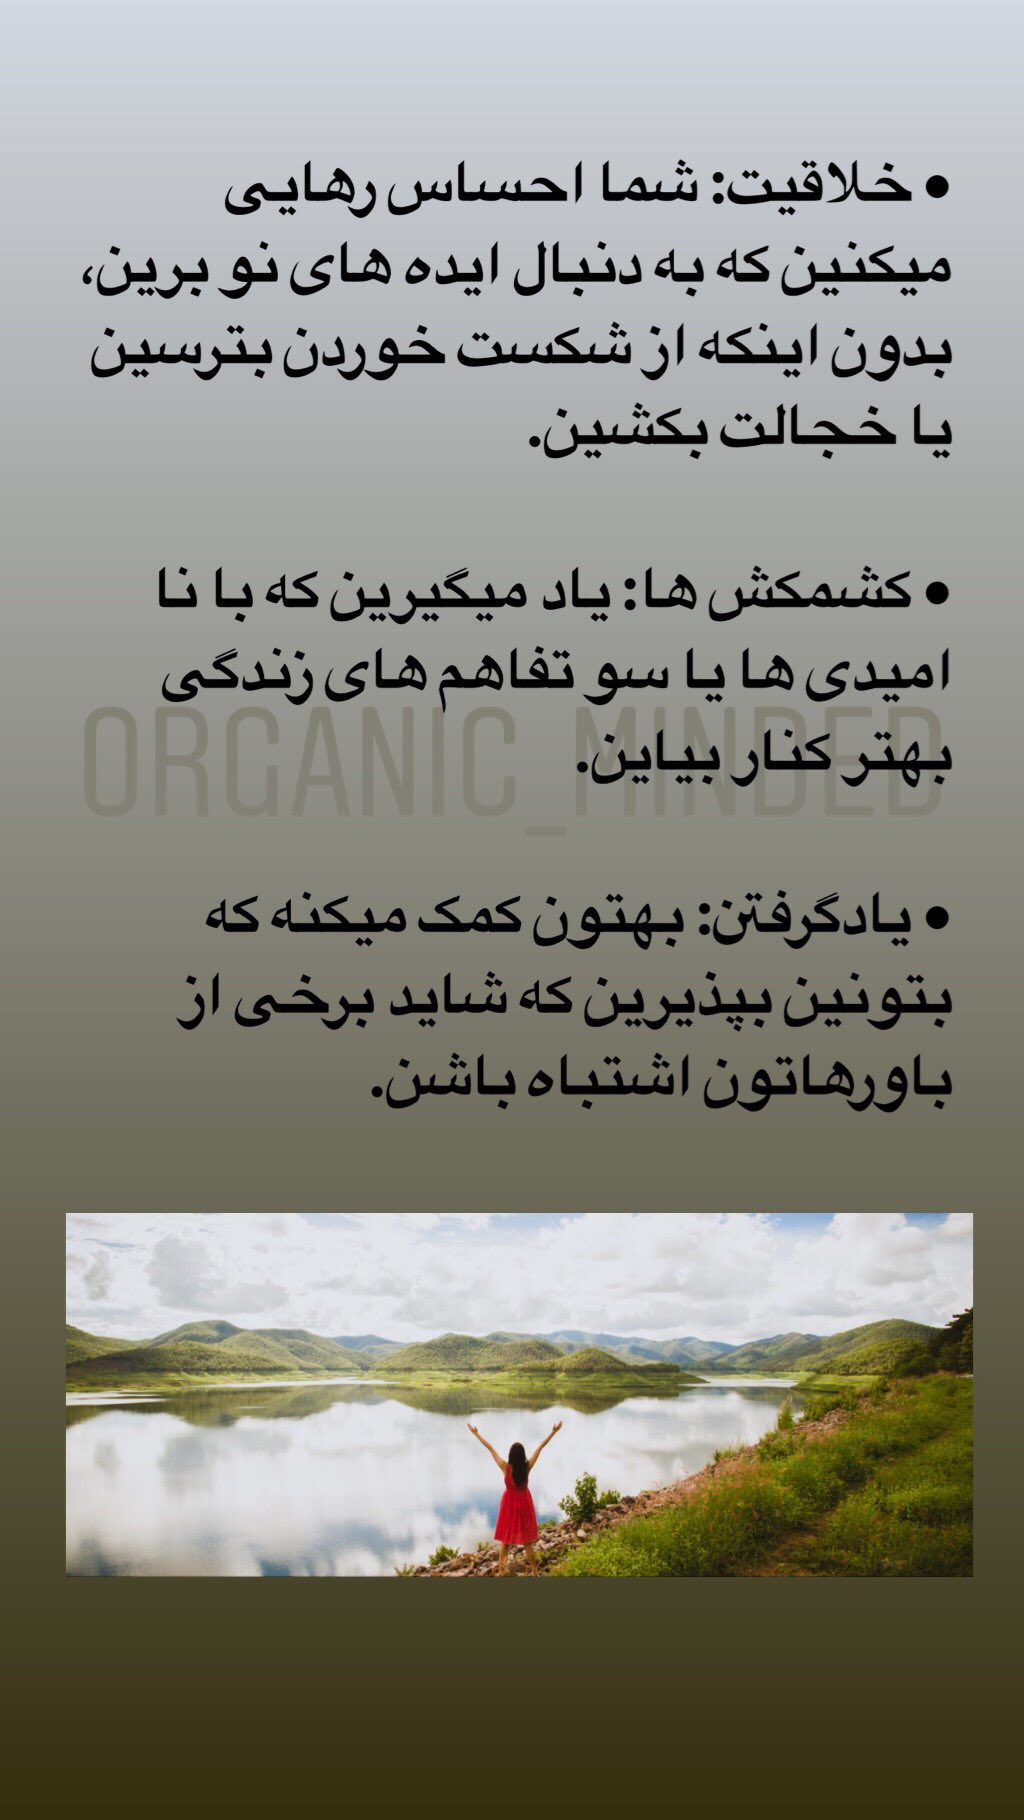 • خلاقیت: شما احساس رهایی
میکنین که به دنبال ایده های نو برین،
بدون اینکه از شکست خوردن بترسین
یا خجالت بکشین.
• کشمکش ها: یاد میگیرین که با نا
امیدی ها یا سو تفاهم های زندگی
بهتر کنار بیاین.
ORGANIC_MINDED
• یادگرفتن: بهتون کمک میکنه که
بتونین بپذیرین که شاید برخی از
باورهاتون اشتباه باشن.